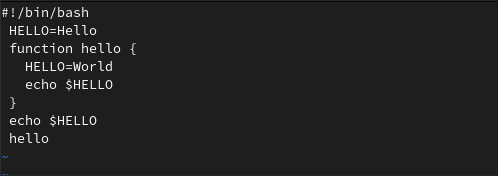 #!/bin/bash
 HELLO=Hello
 function hello {
   HELLO=World
   echo $HELLO
 }
 echo $HELLO
 hello
~
~